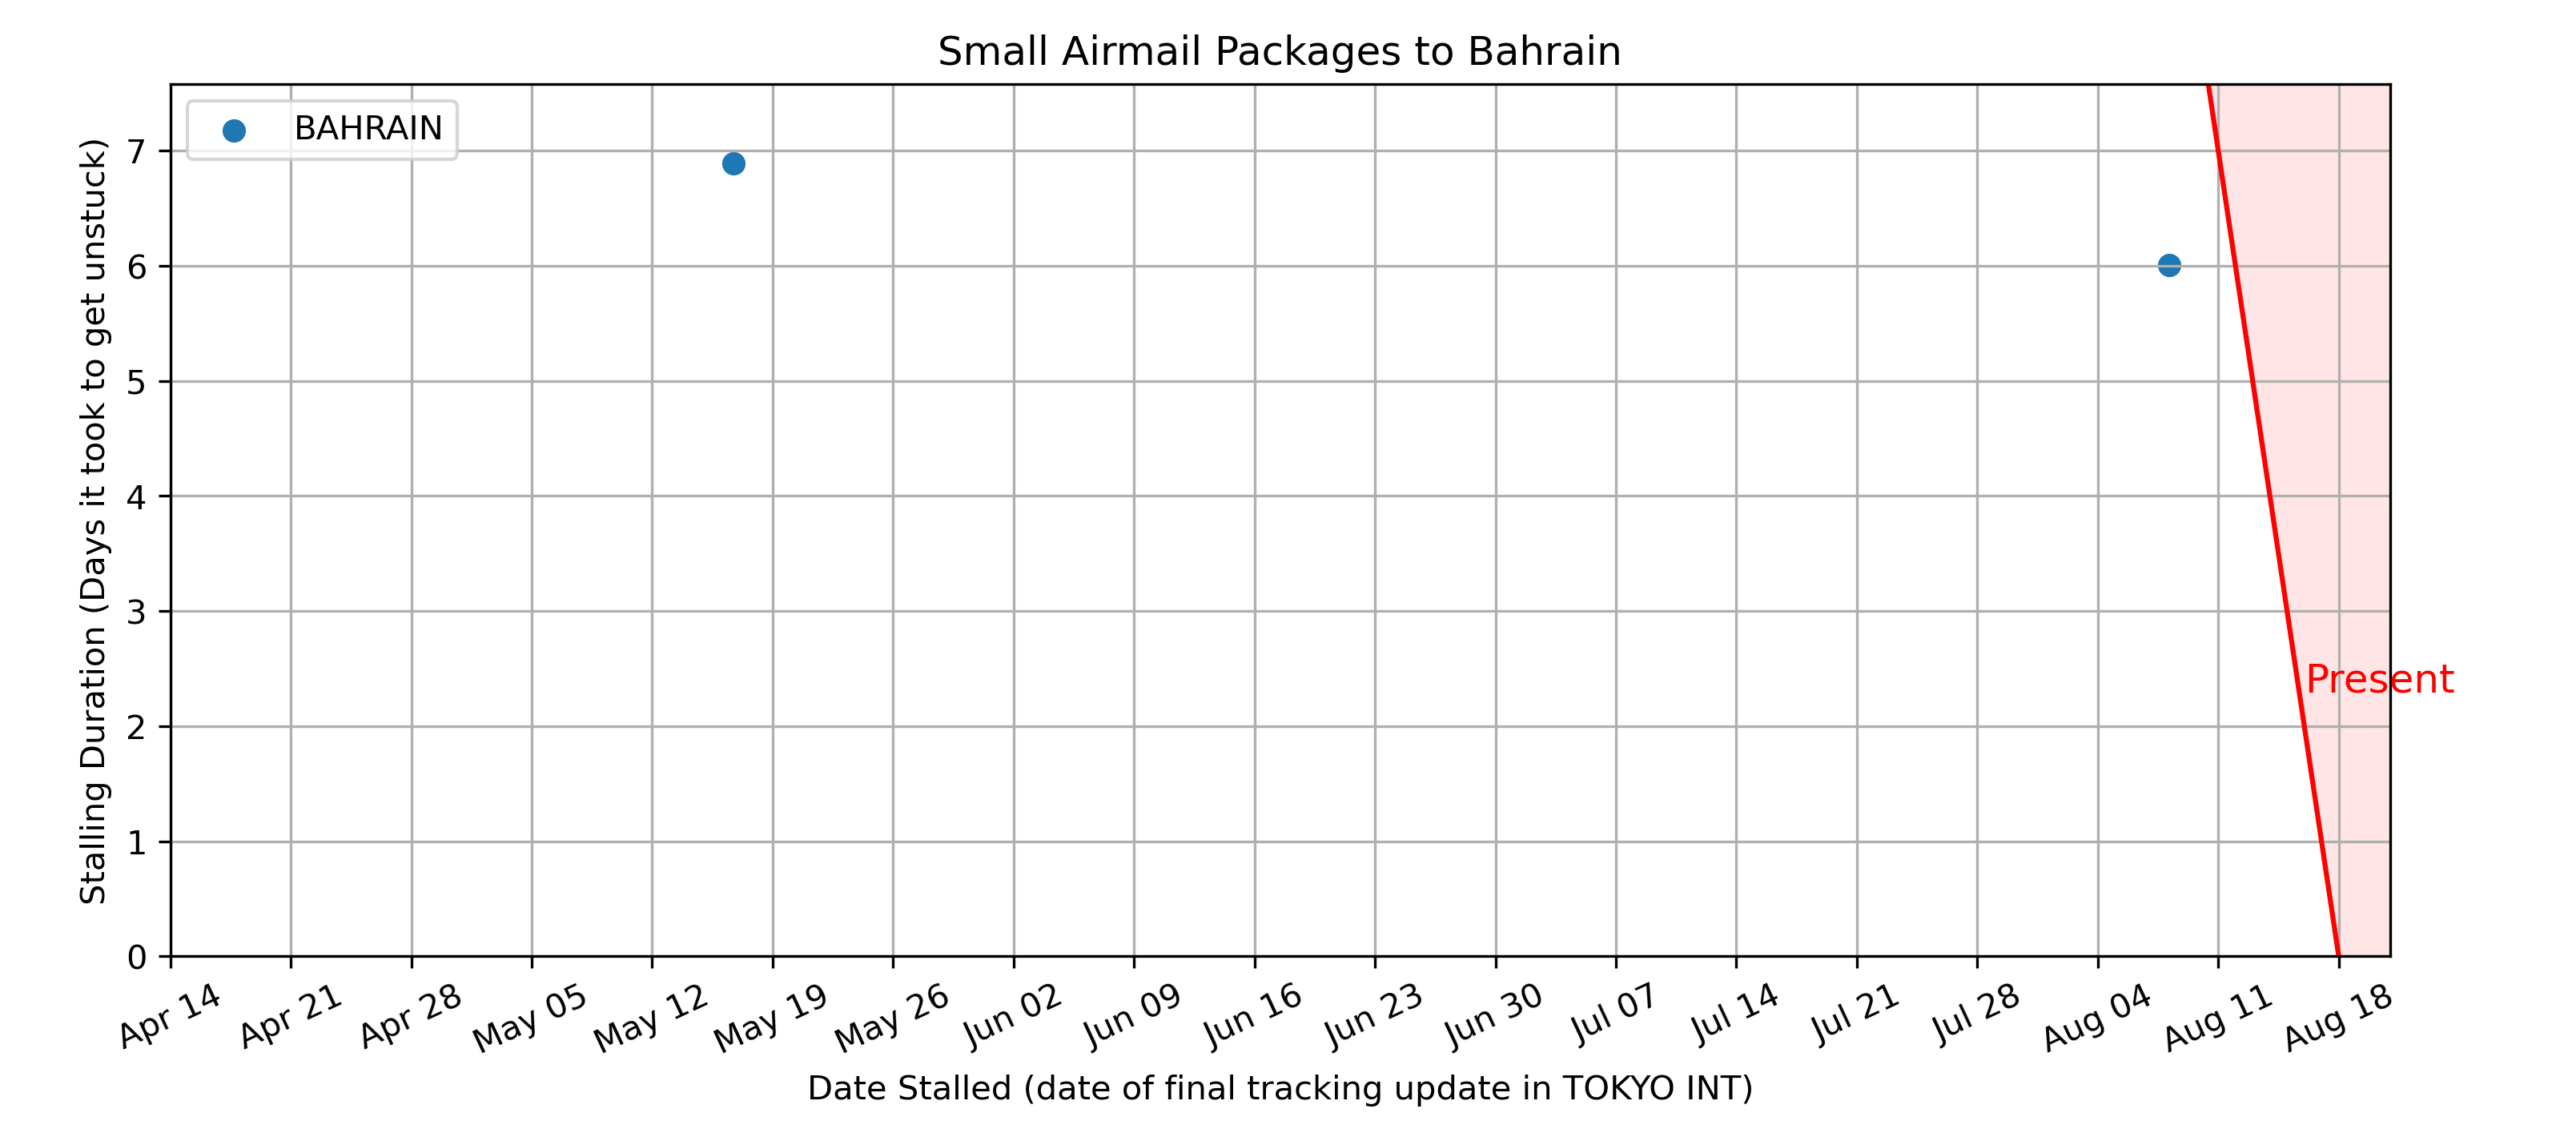 Small Airmail Packages to Bahrain
BAHRAIN
Stalling Duration (Days it took to get unstuck)
7
6
5
4
3
2
1
0
Present
Apr 14
Apr 21
Apr 28
May 05
May 12
May 19
May 26
Jun 02
Jun 09
Jun 16
Jun 23
Jun 30
Jul 07
Jul 14
Jul 21
Jul 28
Aug 04
Aug 11
Aug 18
Date Stalled (date of final tracking update in TOKYO INT)